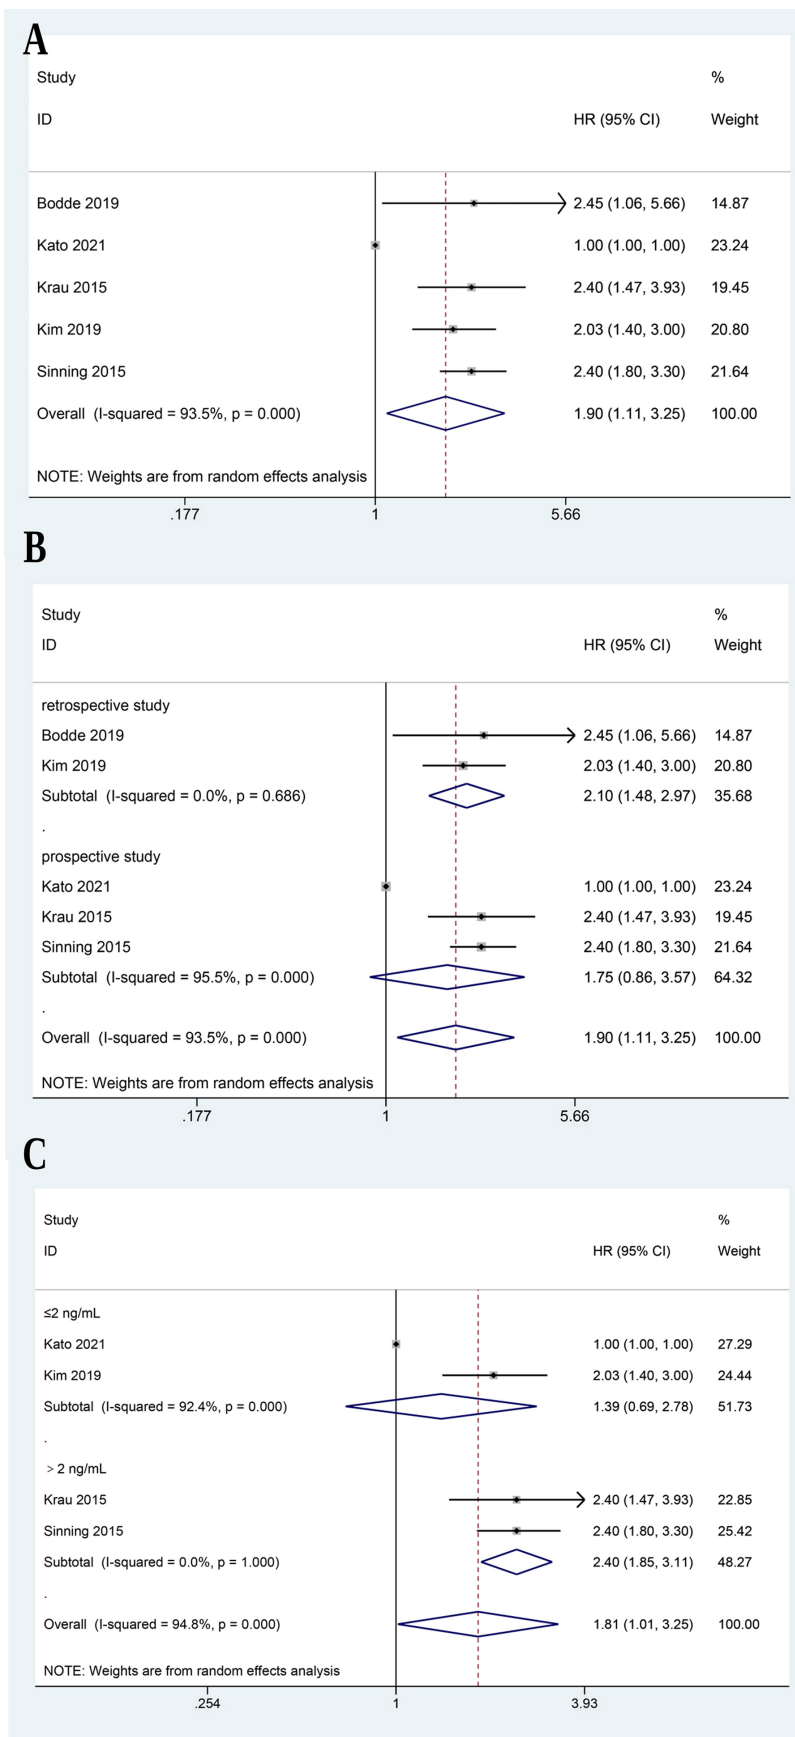 A
Study %
ID HR (95% CI) Weight
Bodde 2019 2.45 (1.06, 5.66) 14.87
Kato 2021 1.00 (1.00, 1.00) 23.24
Krau 2015 2.40 (1.47, 3.93) 19.45
Kim 2019 2.03 (1.40, 3.00) 20.80
Sinning 2015 2.40 (1.80, 3.30) 21.64
Overall (I-squared = 93.5%, p = 0.000) 1.90 (1.11, 3.25) 100.00
NOTE: Weights are from random effects analysis
.177 1 5.66
B
Study %
ID HR (95% CI) Weight
retrospective study
Bodde 2019 2.45 (1.06, 5.66) 14.87
Kim 2019 2.03 (1.40, 3.00) 20.80
Subtotal (I-squared = 0.0%, p = 0.686) 2.10 (1.48, 2.97) 35.68
.
prospective study
Kato 2021 1.00 (1.00, 1.00) 23.24
Krau 2015 2.40 (1.47, 3.93) 19.45
Sinning 2015 2.40 (1.80, 3.30) 21.64
Subtotal (I-squared = 95.5%, p = 0.000) 1.75 (0.86, 3.57) 64.32
.
Overall (I-squared = 93.5%, p = 0.000) 1.90 (1.11, 3.25) 100.00
NOTE: Weights are from random effects analysis
.177 1 5.66
C
Study %
ID HR (95% CI) Weight
≤2 ng/mL
Kato 2021 1.00 (1.00, 1.00) 27.29
Kim 2019 2.03 (1.40, 3.00) 24.44
Subtotal (I-squared = 92.4%, p = 0.000) 1.39 (0.69, 2.78) 51.73
.
> 2 ng/mL
Krau 2015 2.40 (1.47, 3.93) 22.85
Sinning 2015 2.40 (1.80, 3.30) 25.42
Subtotal (I-squared = 0.0%, p = 1.000) 2.40 (1.85, 3.11) 48.27
.
Overall (I-squared = 94.8%, p = 0.000) 1.81 (1.01, 3.25) 100.00
NOTE: Weights are from random effects analysis
.254 1 3.93